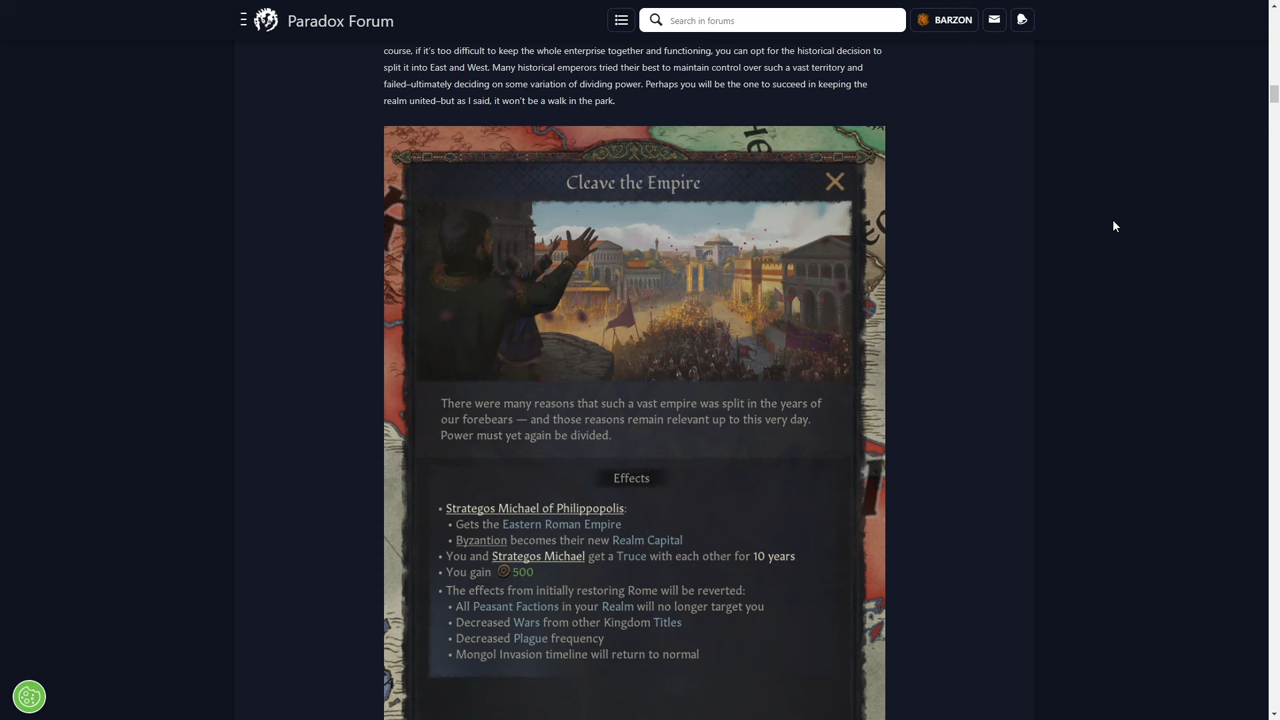 Paradox Forum
Search in forums
BARZON
course, if it's too difficult to keep the whole enterprise together and functioning, you can opt for the historical decision to
split it into East and West. Many historical emperors tried their best to maintain control over such a vast territory and
failed–ultimately deciding on some variation of dividing power. Perhaps you will be the one to succeed in keeping the
realm united–but as I said, it won't be a walk in the park.
Cleave the Empire
There were many reasons that such a vast empire was split in the years of
our forebears — and those reasons remain relevant up to this very day.
Power must yet again be divided.
Effects
• Strategos Michael of Philippopolis:
• Gets the Eastern Roman Empire
• Byzantion becomes their new Realm Capital
• You and Strategos Michael get a Truce with each other for 10 years
• You gain 500
• The effects from initially restoring Rome will be reverted:
• All Peasant Factions in your Realm will no longer target you
• Decreased Wars from other Kingdom Titles
• Decreased Plague frequency
• Mongol Invasion timeline will return to normal